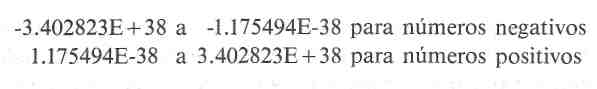 -3.402823E+38 a -1.175494E-38 para números negativos
1.175494E-38 a 3.402823E+38 para números positivos